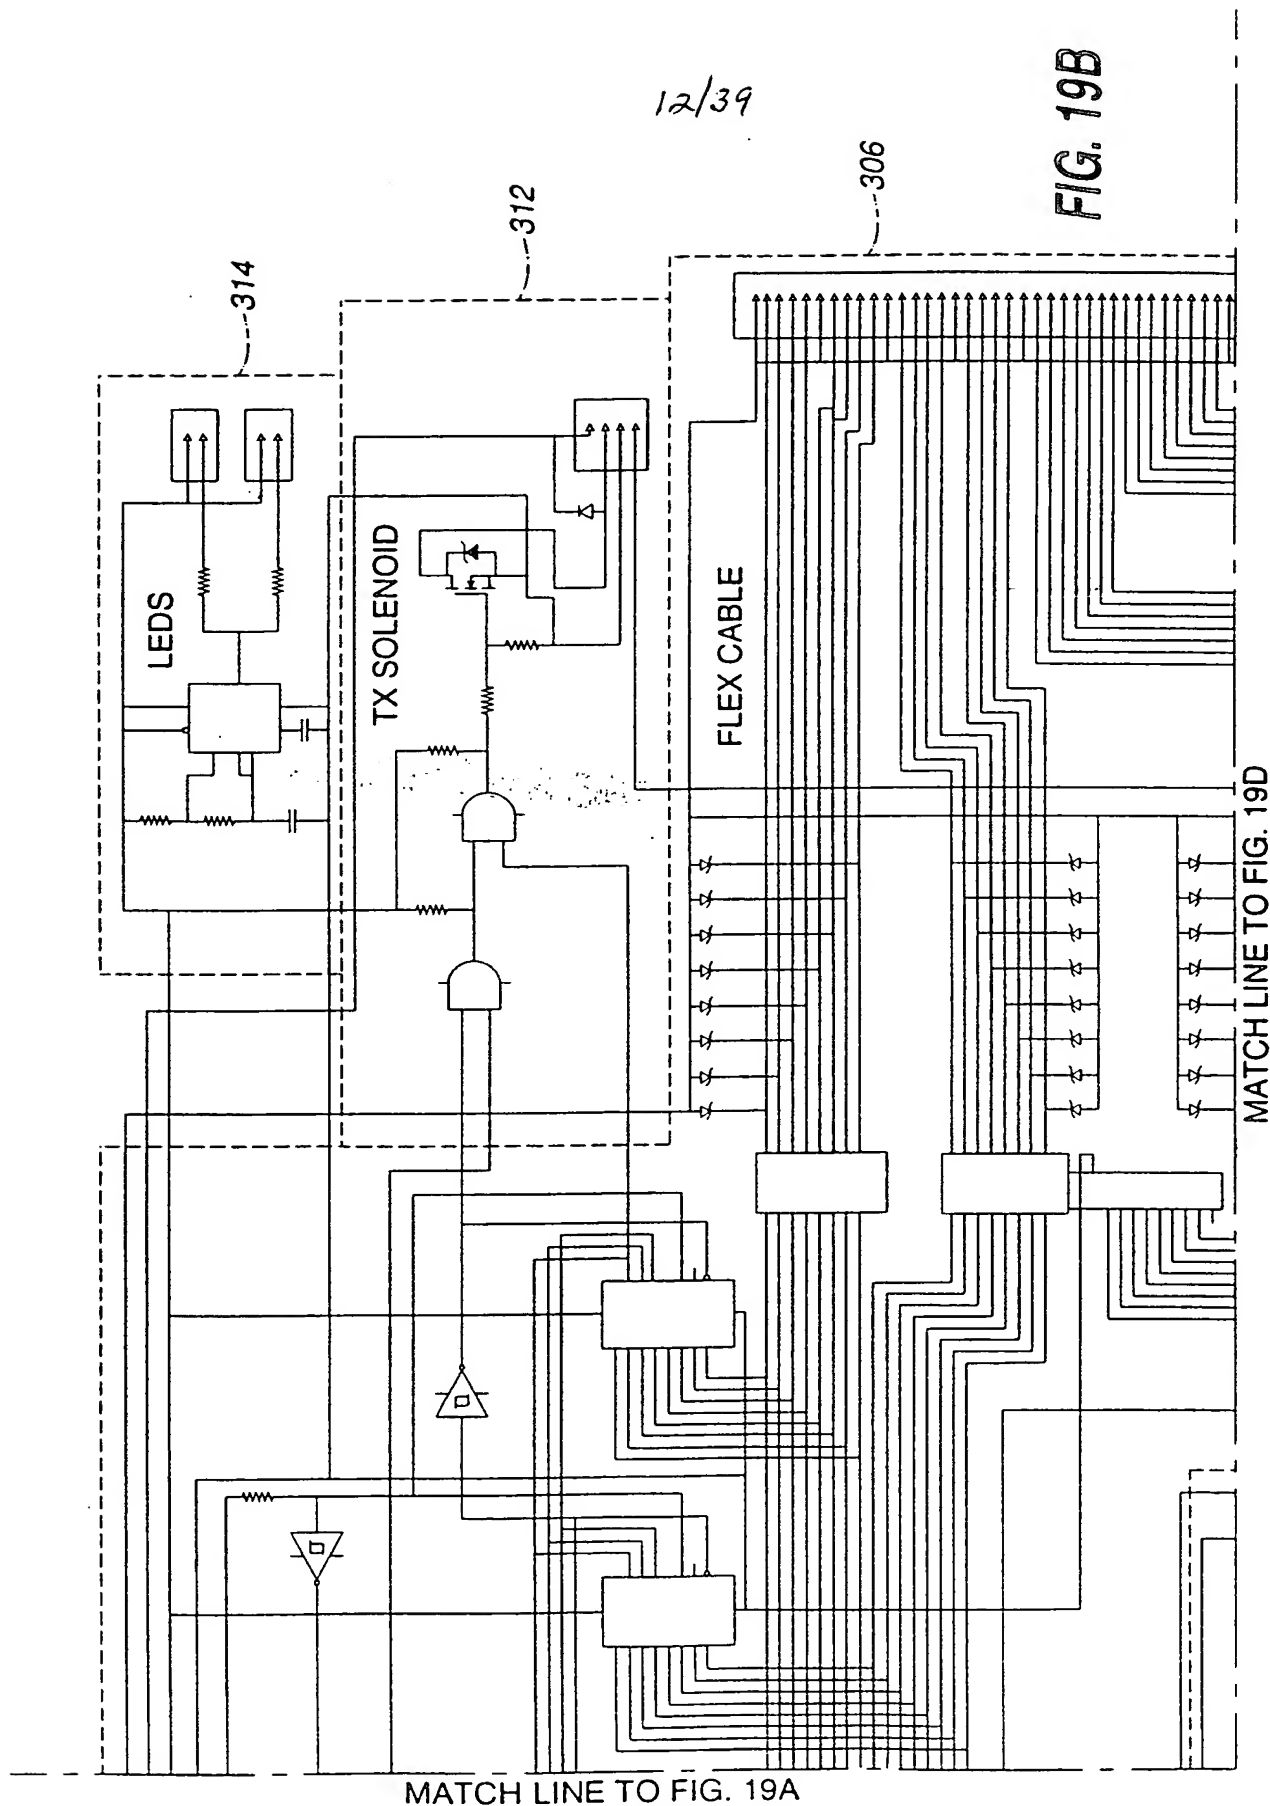 12/39
FIG. 19B
314
312
306
LEDS
TX SOLENOID
FLEX CABLE
MATCH LINE TO FIG. 19D
MATCH LINE TO FIG. 19A